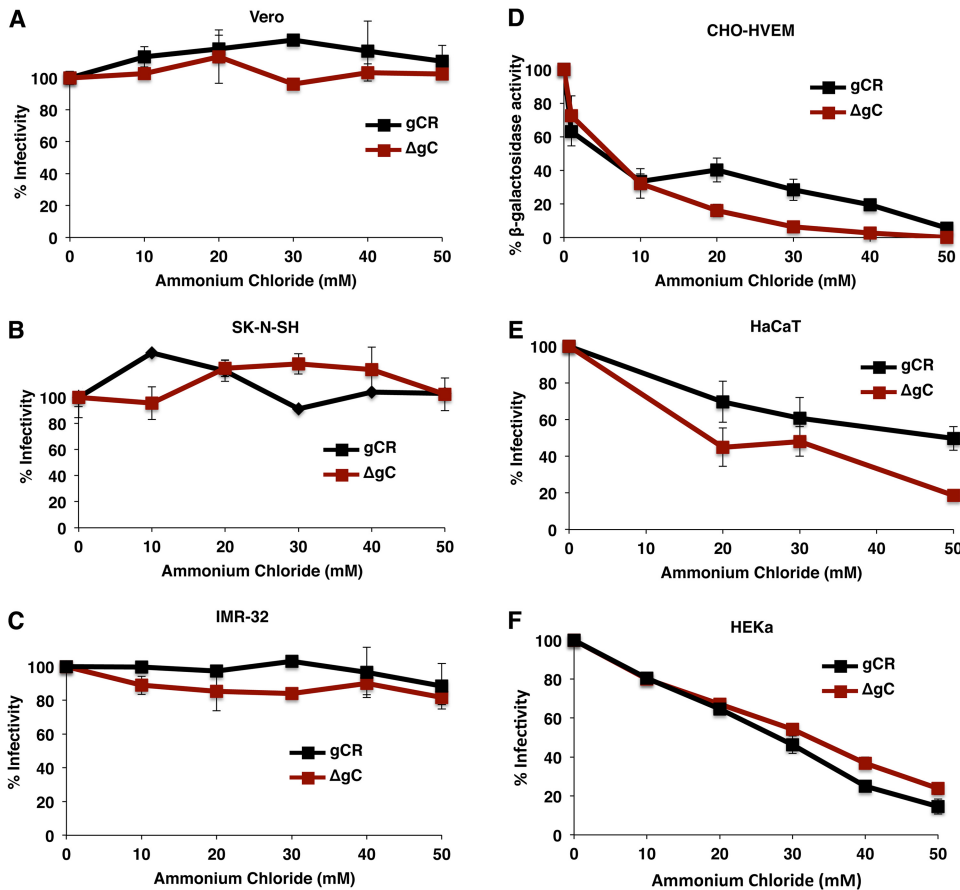 A
Vero
% Infectivity
100
80
60
40
20
0
gCR
ΔgC
0 10 20 30 40 50
Ammonium Chloride (mM)
B
SK-N-SH
% Infectivity
100
80
60
40
20
0
gCR
ΔgC
0 10 20 30 40 50
Ammonium Chloride (mM)
C
IMR-32
% Infectivity
100
80
60
40
20
0
gCR
ΔgC
0 10 20 30 40 50
Ammonium Chloride (mM)
D
CHO-HVEM
% β-galactosidase activity
100
80
60
40
20
0
gCR
ΔgC
0 10 20 30 40 50
Ammonium Chloride (mM)
E
HaCaT
% Infectivity
100
80
60
40
20
0
gCR
ΔgC
0 10 20 30 40 50
Ammonium Chloride (mM)
F
HEKa
% Infectivity
100
80
60
40
20
0
gCR
ΔgC
0 10 20 30 40 50
Ammonium Chloride (mM)